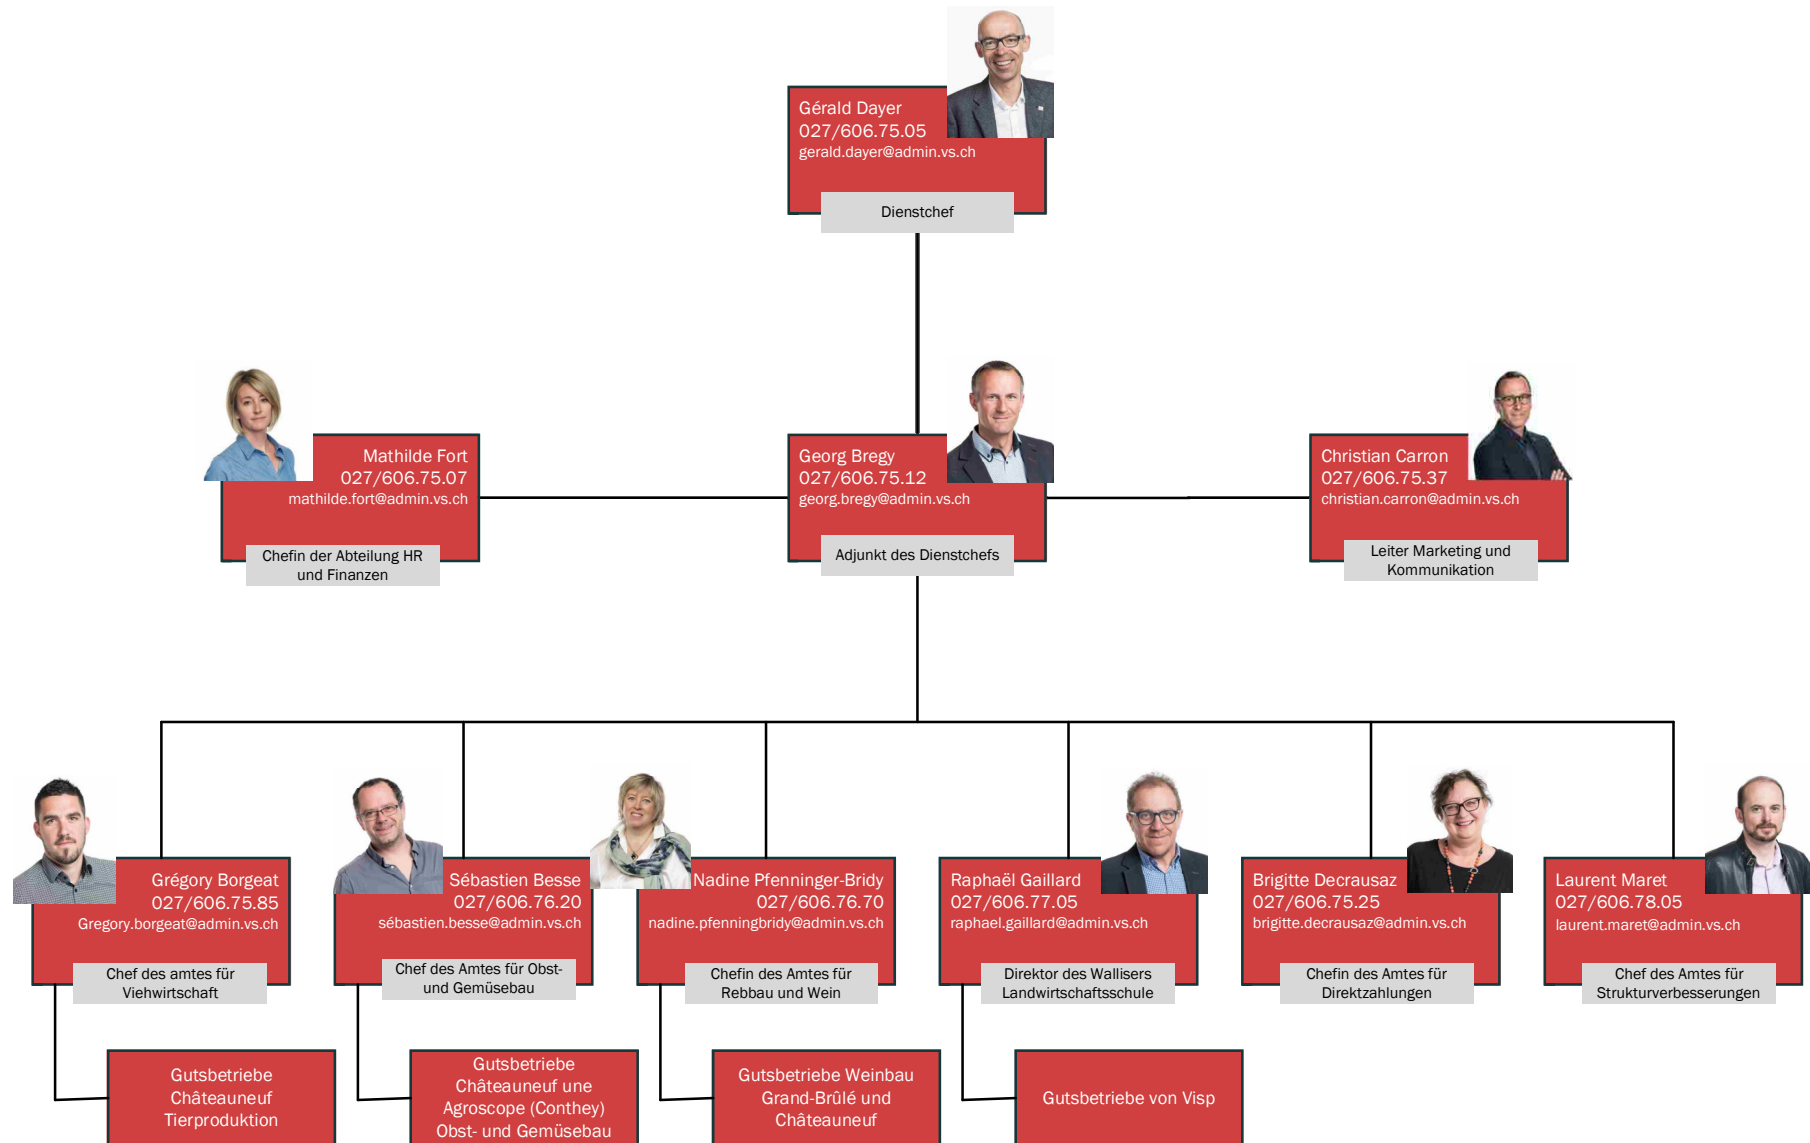 Gérald Dayer
027/606.75.05
gerald.dayer@admin.vs.ch
Dienstchef
Mathilde Fort
027/606.75.07
mathilde.fort@admin.vs.ch
Chefin der Abteilung HR
und Finanzen
Georg Bregy
027/606.75.12
georg.bregy@admin.vs.ch
Adjunkt des Dienstchefs
Christian Carron
027/606.75.37
christian.carron@admin.vs.ch
Leiter Marketing und
Kommunikation
Grégory Borgeat
027/606.75.85
Gregory.borgeat@admin.vs.ch
Chef des amtes für
Viehwirtschaft
Sébastien Besse
027/606.76.20
sébastien.besse@admin.vs.ch
Chef des Amtes für Obst-
und Gemüsebau
Nadine Pfenninger-Bridy
027/606.76.70
nadine.pfenningbridy@admin.vs.ch
Chefin des Amtes für
Rebbau und Wein
Raphaël Gaillard
027/606.77.05
raphael.gaillard@admin.vs.ch
Direktor des Wallisers
Landwirtschaftsschule
Brigitte Decrausaz
027/606.75.25
brigitte.decrausaz@admin.vs.ch
Chefin des Amtes für
Direktzahlungen
Laurent Maret
027/606.78.05
laurent.maret@admin.vs.ch
Chef des Amtes für
Strukturverbesserungen
Gutsbetriebe
Châteauneuf
Tierproduktion
Gutsbetriebe
Châteauneuf une
Agroscope (Conthey)
Obst- und Gemüsebau
Gutsbetriebe Weinbau
Grand-Brûlé und
Châteauneuf
Gutsbetriebe von Visp